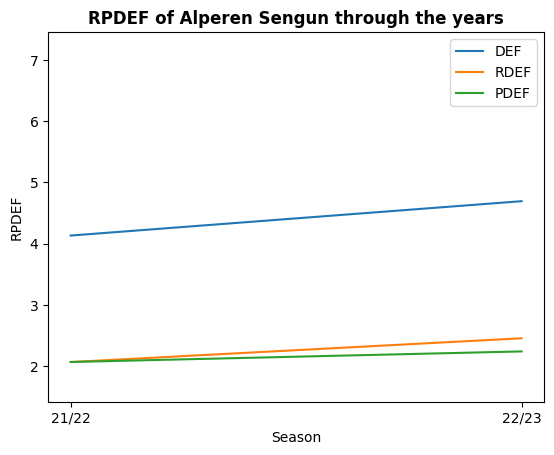 RPDEF of Alperen Sengun through the years
7
6
5
4
3
2
RPDEF
DEF
RDEF
PDEF
21/22
22/23
Season